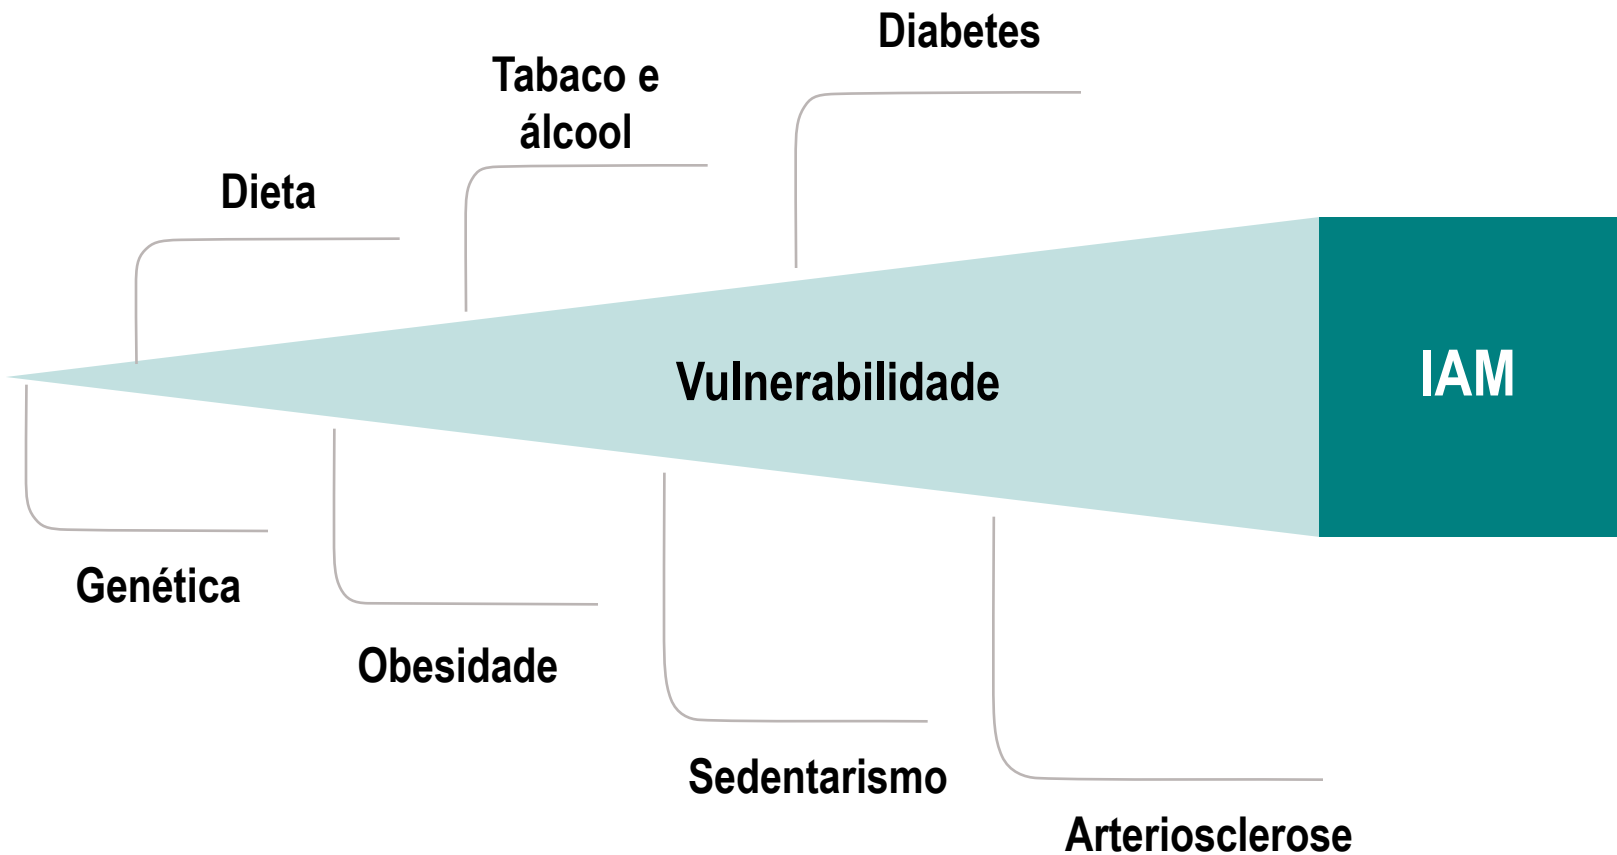 Diabetes
Tabaco e
álcool
Dieta
Vulnerabilidade
IAM
Genética
Obesidade
Sedentarismo
Arteriosclerose